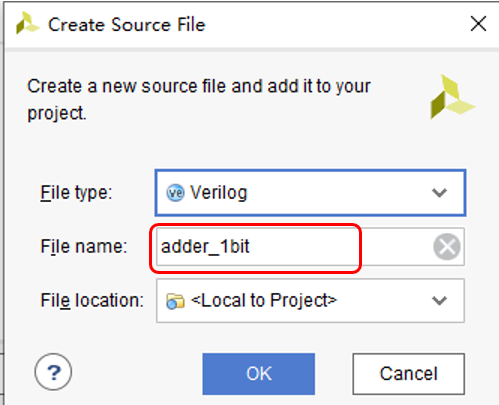 Create Source File
Create a new source file and add it to your
project.
File type:
Verilog
File name:
adder_1bit
File location:
<Local to Project>
?
OK
Cancel